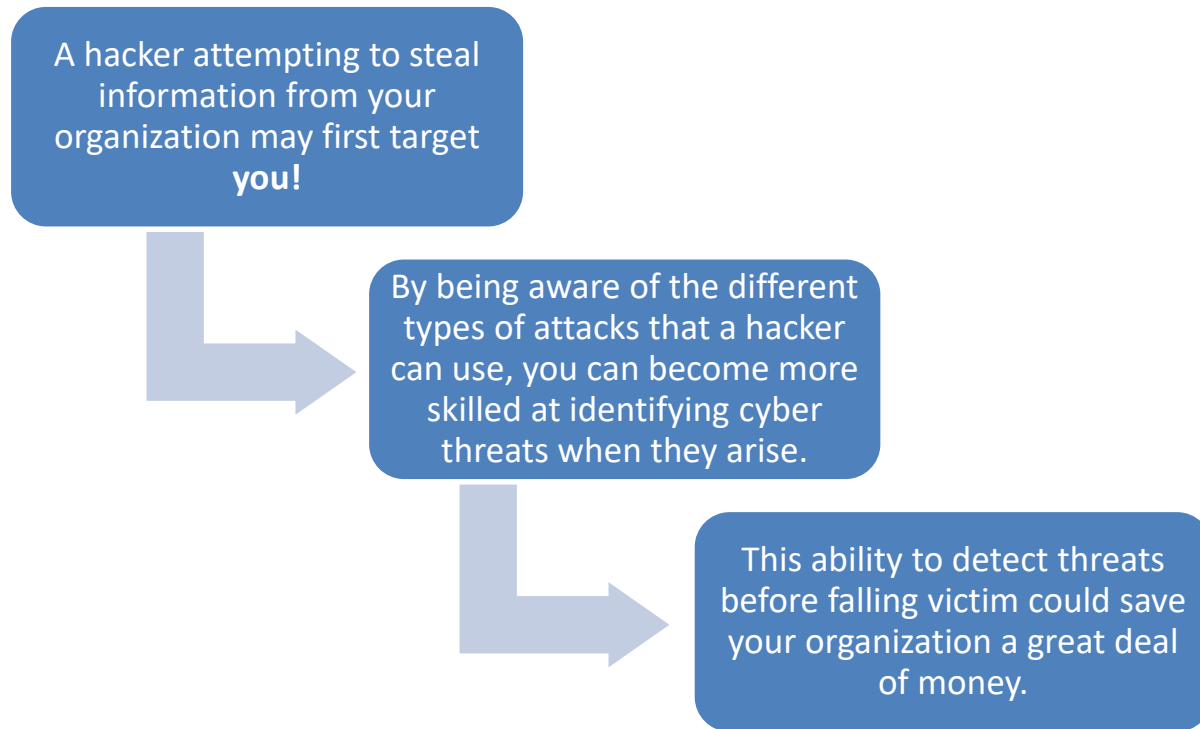 A hacker attempting to steal
information from your
organization may first target
you!
By being aware of the different
types of attacks that a hacker
can use, you can become more
skilled at identifying cyber
threats when they arise.
This ability to detect threats
before falling victim could save
your organization a great deal
of money.